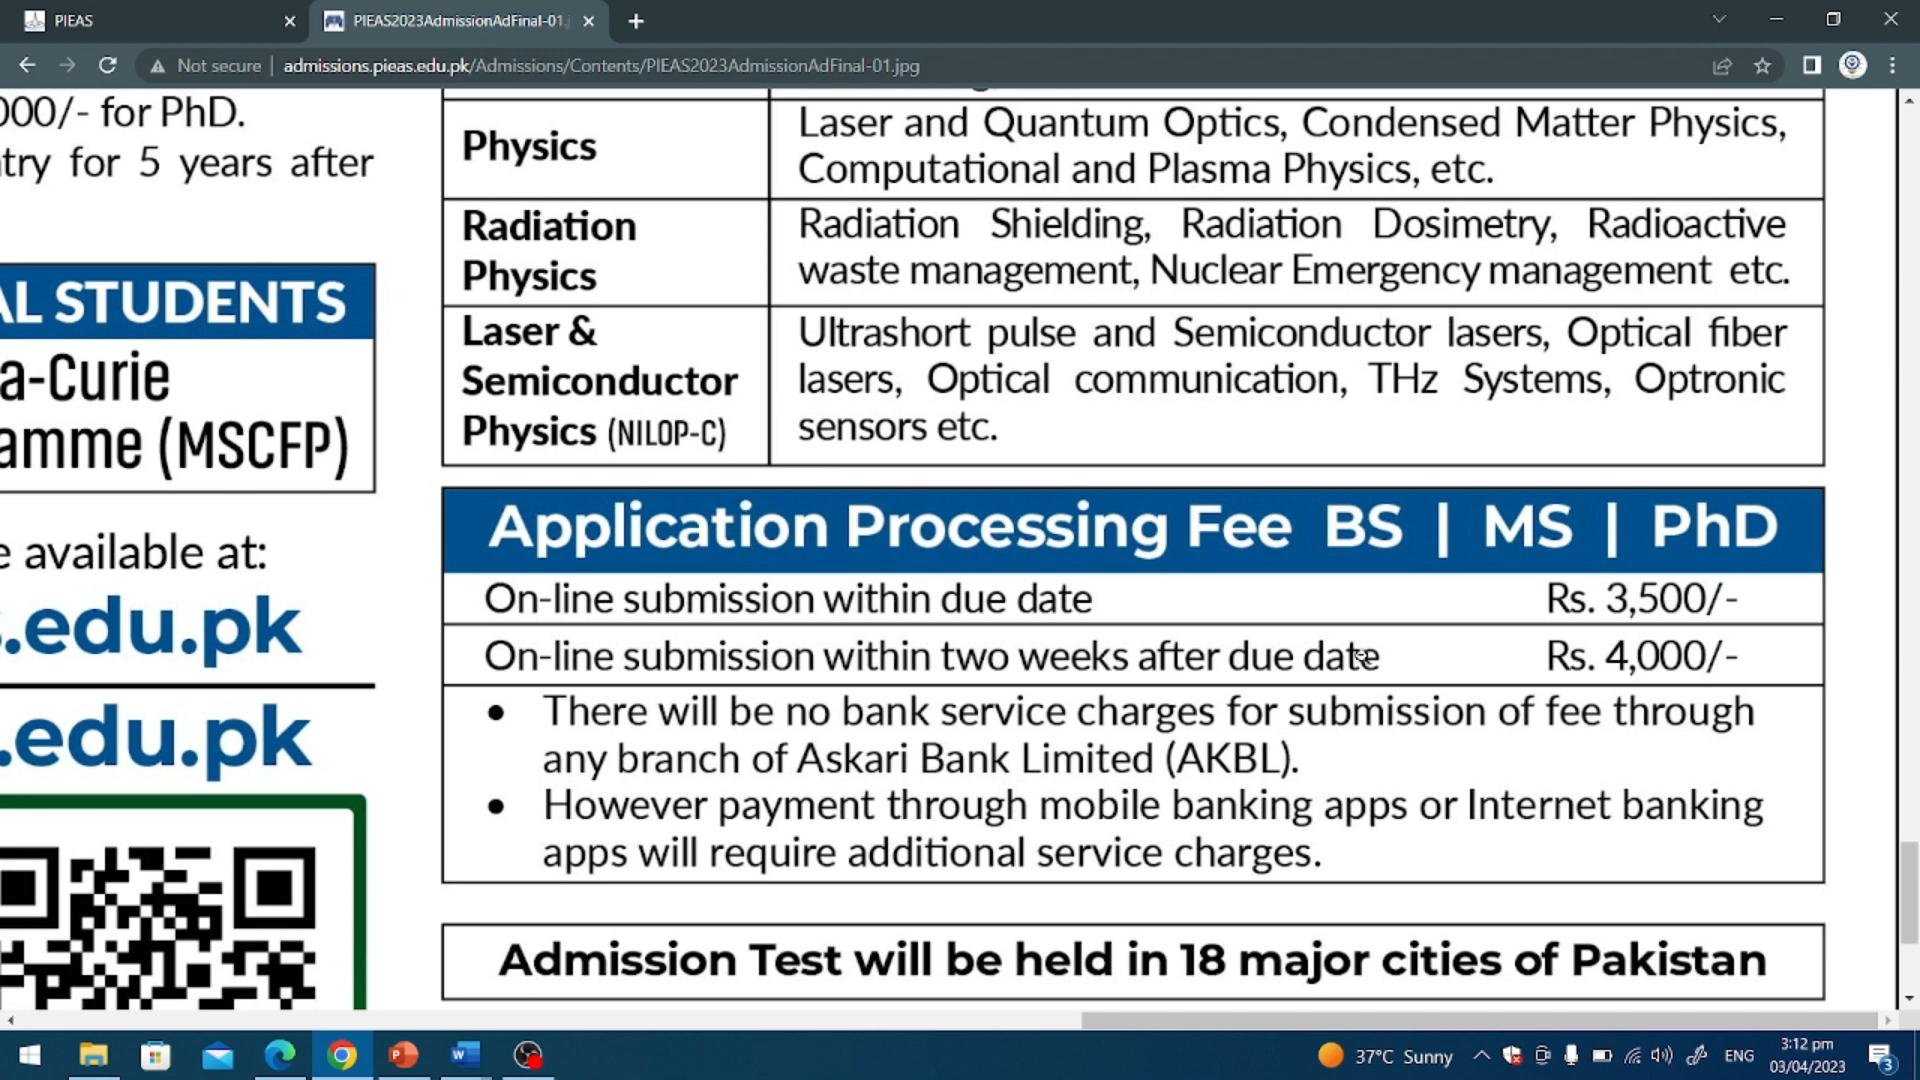 PIEAS
PIEAS2023AdmissionAdFinal-01.j
Not secure
admissions.pieas.edu.pk/Admissions/Contents/PIEAS2023AdmissionAdFinal-01.jpg
000/- for PhD.
try for 5 years after
AL STUDENTS
a-Curie
amme (MSCFP)
e available at:
s.edu.pk
.edu.pk
Physics
Laser and Quantum Optics, Condensed Matter Physics,
Computational and Plasma Physics, etc.
Radiation
Physics
Radiation Shielding, Radiation Dosimetry, Radioactive
waste management, Nuclear Emergency management etc.
Laser &
Semiconductor
Physics (NILOP-C)
Ultrashort pulse and Semiconductor lasers, Optical fiber
lasers, Optical communication, THz Systems, Optronic
sensors etc.
Application Processing Fee BS | MS | PhD
On-line submission within due date Rs. 3,500/-
On-line submission within two weeks after due date Rs. 4,000/-
• There will be no bank service charges for submission of fee through
any branch of Askari Bank Limited (AKBL).
• However payment through mobile banking apps or Internet banking
apps will require additional service charges.
Admission Test will be held in 18 major cities of Pakistan
37°C Sunny
ENG
3:12 pm
03/04/2023
3